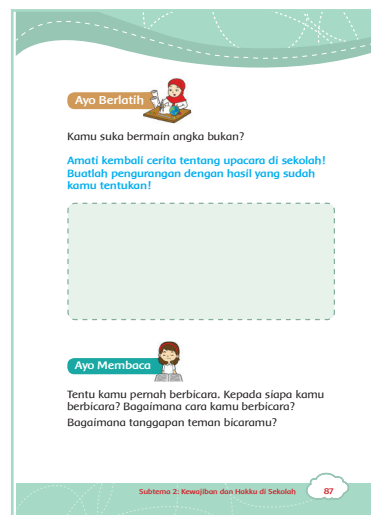 Ayo Berlatih
Kamu suka bermain angka bukan?
Amati kembali cerita tentang upacara di sekolah!
Buatlah pengurangan dengan hasil yang sudah
kamu tentukan!
Ayo Membaca
Tentu kamu pernah berbicara. Kepada siapa kamu
berbicara? Bagaimana cara kamu berbicara?
Bagaimana tanggapan teman bicaramu?
Subtema 2: Kewajiban dan Hakku di Sekolah
87